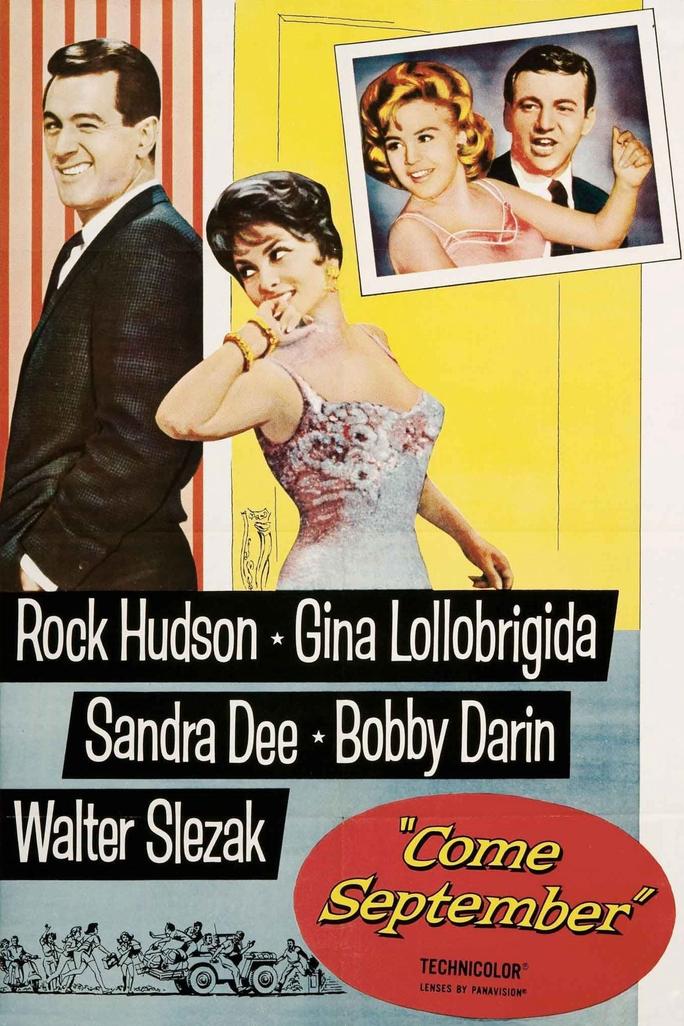 Rock Hudson ★ Gina Lollobrigida
Sandra Dee ★ Bobby Darin
Walter Slezak
"Come
September"
TECHNICOLOR®
LENSES BY PANAVISION®